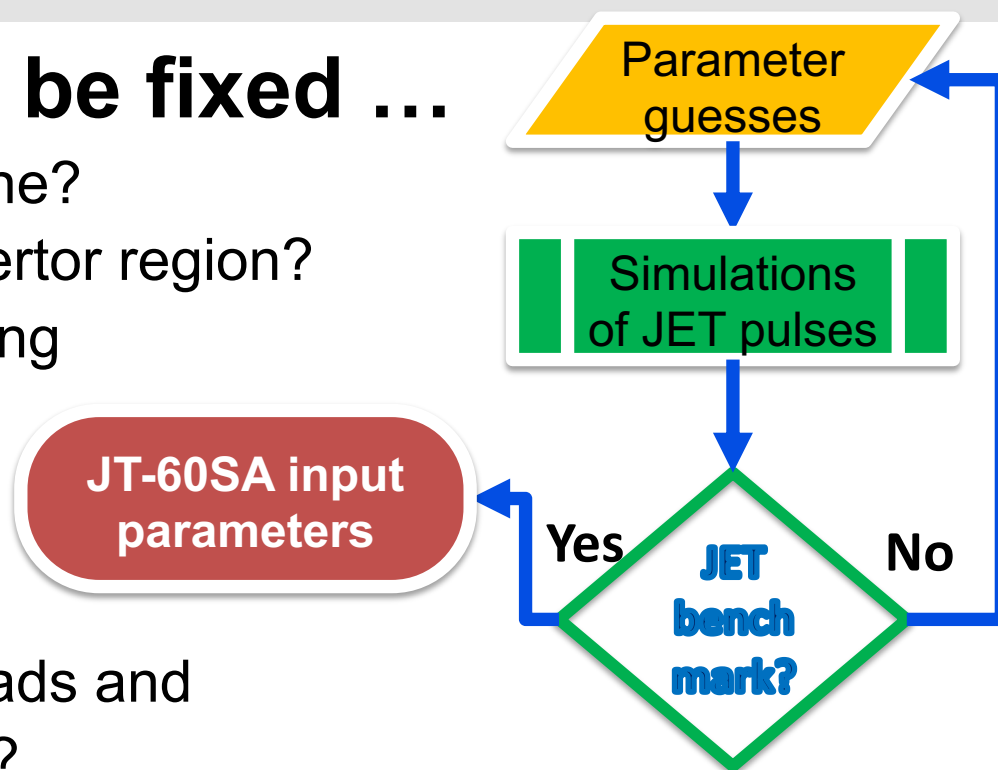 be fixed …
ne?
ertor region?
ng
ads and
?
Parameter
guesses
Simulations
of JET pulses
JET
bench
mark?
Yes
No
JT-60SA input
parameters